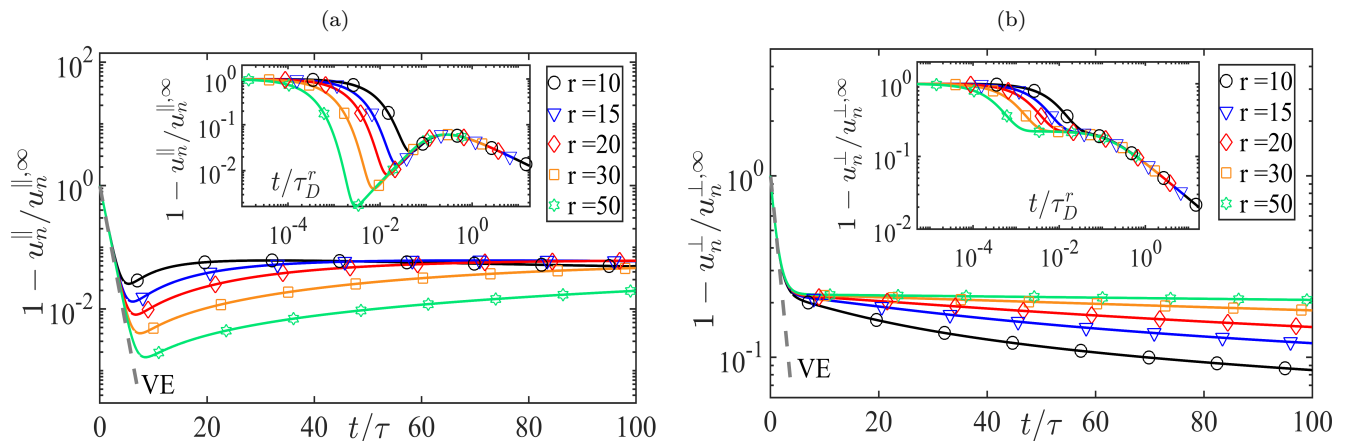 (a)
1 − u_n^∥/u_n^{∥,∞}
10^2
10^0
10^{-2}
0 20 40 60 80 100
t/τ
VE
1 − u_n^∥/u_n^{∥,∞}
10^0
10^{-1}
10^{-2}
10^{-4} 10^{-2} 10^0
t/τ_D^r
r =10
r =15
r =20
r =30
r =50
(b)
1 − u_n^⊥/u_n^{⊥,∞}
10^0
10^{-1}
0 20 40 60 80 100
t/τ
VE
1 − u_n^⊥/u_n^{⊥,∞}
10^0
10^{-1}
10^{-2}
10^{-4} 10^{-2} 10^0
t/τ_D^r
r =10
r =15
r =20
r =30
r =50